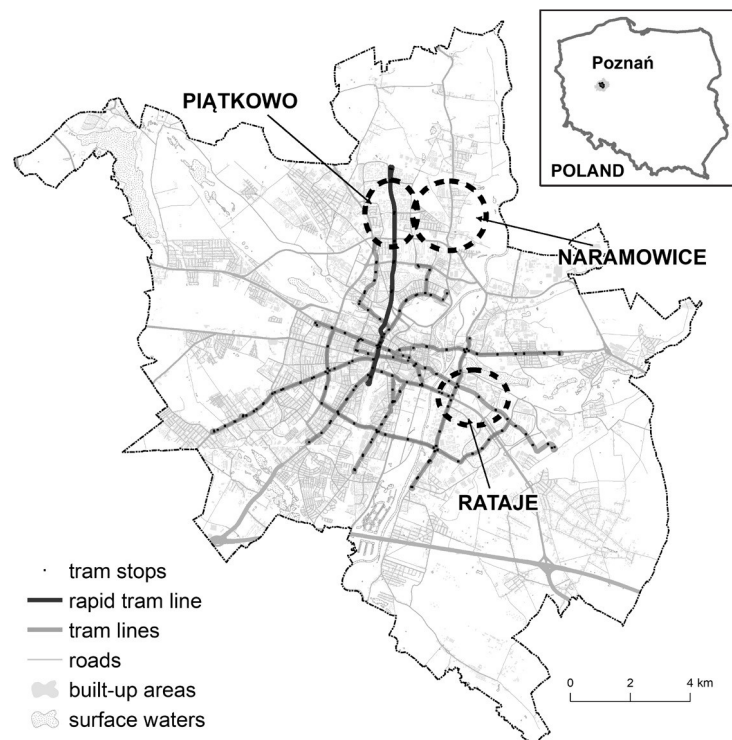 Poznań
POLAND
PIĄTKOWO
NARAMOWICE
RATAJE
tram stops
rapid tram line
tram lines
roads
built-up areas
surface waters
0 2 4 km